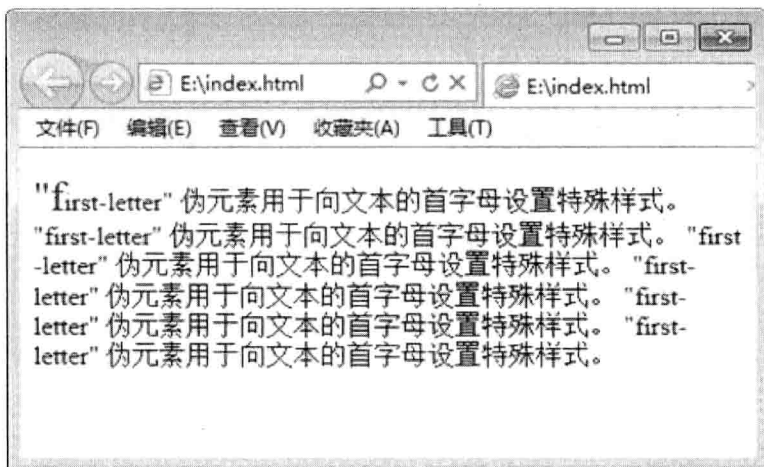 E:\index.html
E:\index.html
文件(F) 编辑(E) 查看(V) 收藏夹(A) 工具(T)
"first-letter" 伪元素用于向文本的首字母设置特殊样式。
"first-letter" 伪元素用于向文本的首字母设置特殊样式。 "first
-letter" 伪元素用于向文本的首字母设置特殊样式。 "first-
letter" 伪元素用于向文本的首字母设置特殊样式。 "first-
letter" 伪元素用于向文本的首字母设置特殊样式。 "first-
letter" 伪元素用于向文本的首字母设置特殊样式。